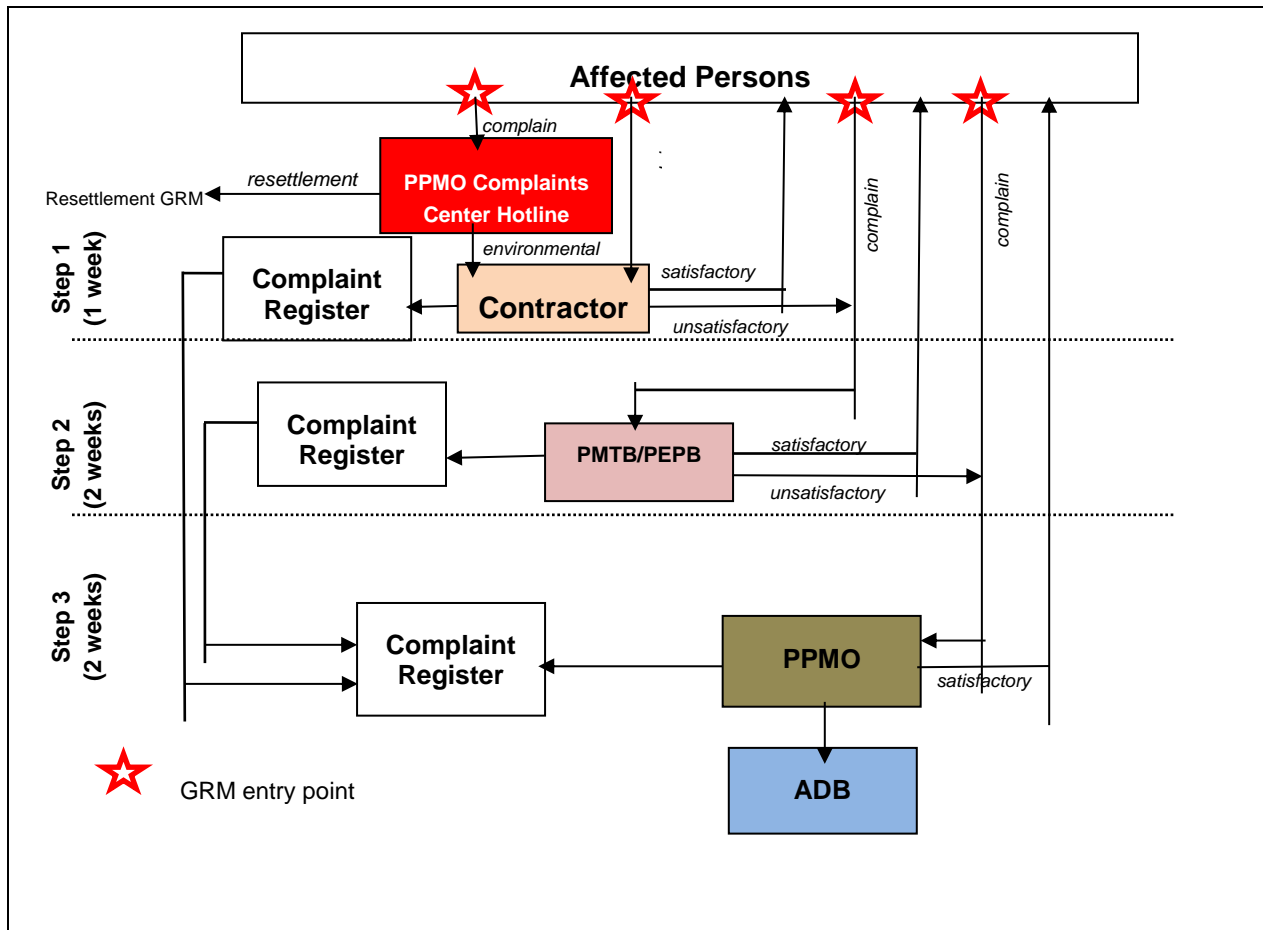 Affected Persons
complain
PPMO Complaints
Center Hotline
resettlement
Resettlement GRM
complain
complain
environmental
Step 1
(1 week)
Complaint
Register
Contractor
satisfactory
unsatisfactory
Step 2
(2 weeks)
Complaint
Register
PMTB/PEPB
satisfactory
unsatisfactory
Step 3
(2 weeks)
Complaint
Register
PPMO
satisfactory
ADB
GRM entry point